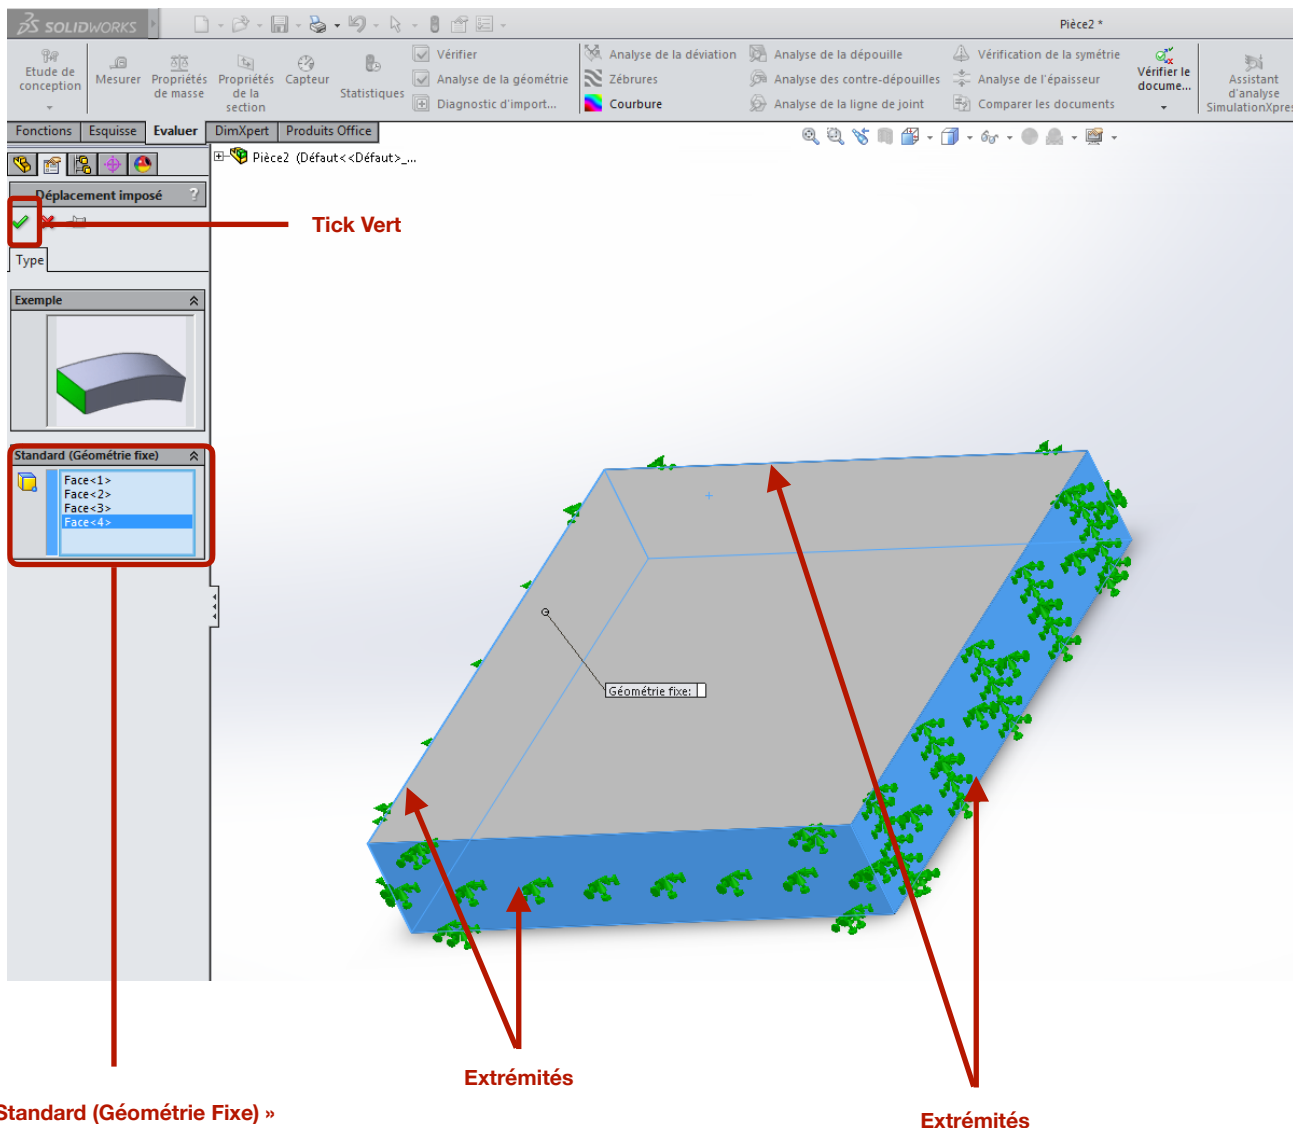 SOLIDWORKS
Pièce2 *
Etude de conception
Mesurer
Propriétés de masse
Propriétés de la section
Capteur
Statistiques
Vérifier
Analyse de la géométrie
Diagnostic d'import...
Analyse de la déviation
Zébrures
Courbure
Analyse de la dépouille
Analyse des contre-dépouilles
Analyse de la ligne de joint
Vérification de la symétrie
Analyse de l'épaisseur
Comparer les documents
Vérifier le docume...
Assistant d'analyse SimulationXpres
Fonctions
Esquisse
Evaluer
DimXpert
Produits Office
Pièce2 (Défaut<<Défaut>_...
Déplacement imposé ?
Tick Vert
Type
Exemple
Standard (Géométrie fixe)
Face<1>
Face<2>
Face<3>
Face<4>
Géométrie fixe:
Extrémités
Standard (Géométrie Fixe) »
Extrémités